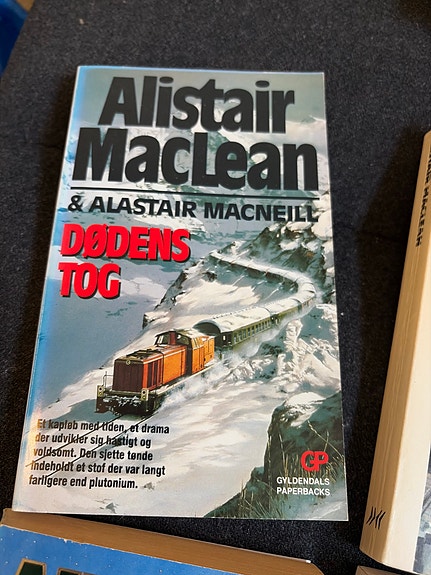 Alistair
MacLean
& ALASTAIR MACNEILL
DØDENS
TOG
Et kapløb med tiden, et drama
der udvikler sig hastigt og
voldsomt. Den sjette tønde
indeholdt et stof der var langt
farligere end plutonium.
GP
GYLDENDALS
PAPERBACKS
MACLEAN